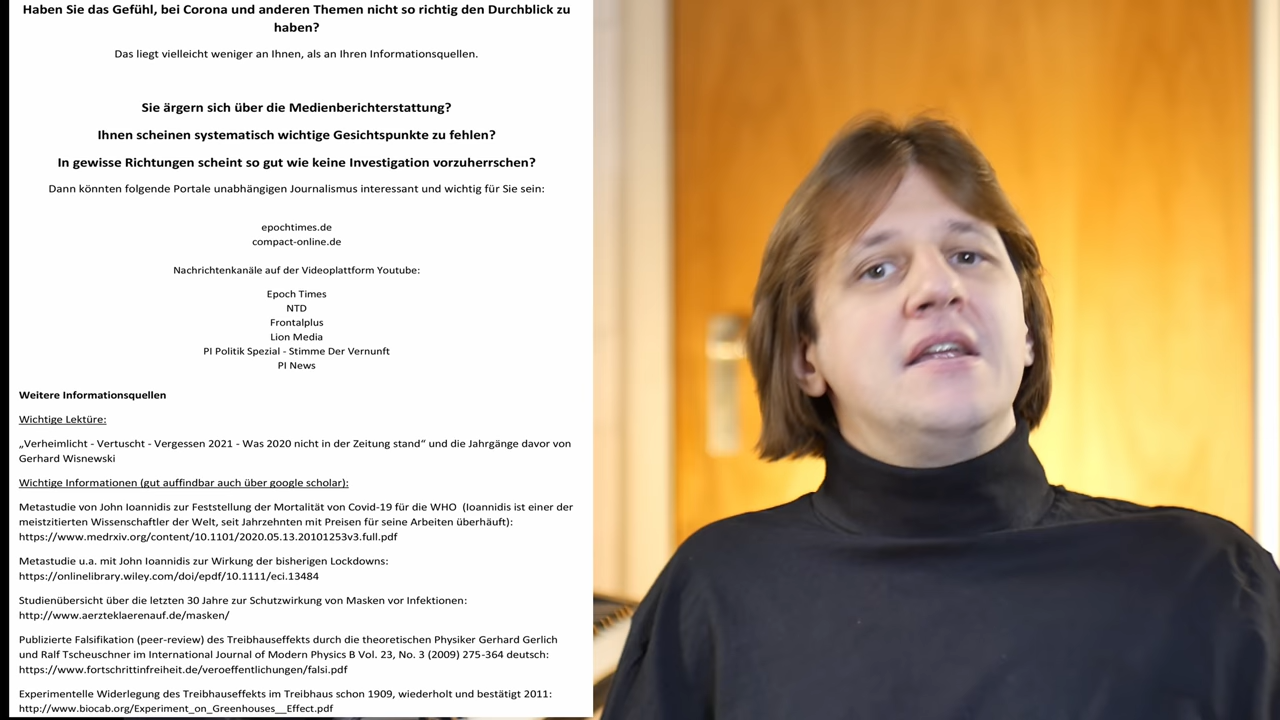 Haben Sie das Gefühl, bei Corona und anderen Themen nicht so richtig den Durchblick zu
haben?
Das liegt vielleicht weniger an Ihnen, als an Ihren Informationsquellen.
Sie ärgern sich über die Medienberichterstattung?
Ihnen scheinen systematisch wichtige Gesichtspunkte zu fehlen?
In gewisse Richtungen scheint so gut wie keine Investigation vorzuherrschen?
Dann könnten folgende Portale unabhängigen Journalismus interessant und wichtig für Sie sein:
epochtimes.de
compact-online.de
Nachrichtenkanäle auf der Videoplattform Youtube:
Epoch Times
NTD
Frontalplus
Lion Media
PI Politik Spezial - Stimme Der Vernunft
PI News
Weitere Informationsquellen
Wichtige Lektüre:
„Verheimlicht - Vertuscht - Vergessen 2021 - Was 2020 nicht in der Zeitung stand“ und die Jahrgänge davor von
Gerhard Wisnewski
Wichtige Informationen (gut auffindbar auch über google scholar):
Metastudie von John Ioannidis zur Feststellung der Mortalität von Covid-19 für die WHO (Ioannidis ist einer der
meistzitierten Wissenschaftler der Welt, seit Jahrzehnten mit Preisen für seine Arbeiten überhäuft):
https://www.medrxiv.org/content/10.1101/2020.05.13.20101253v3.full.pdf
Metastudie u.a. mit John Ioannidis zur Wirkung der bisherigen Lockdowns:
https://onlinelibrary.wiley.com/doi/epdf/10.1111/eci.13484
Studienübersicht über die letzten 30 Jahre zur Schutzwirkung von Masken vor Infektionen:
http://www.aerzteklaerenauf.de/masken/
Publizierte Falsifikation (peer-review) des Treibhauseffekts durch die theoretischen Physiker Gerhard Gerlich
und Ralf Tscheuschner im International Journal of Modern Physics B Vol. 23, No. 3 (2009) 275-364 deutsch:
https://www.fortschrittinfreiheit.de/veroeffentlichungen/falsi.pdf
Experimentelle Widerlegung des Treibhauseffekts im Treibhaus schon 1909, wiederholt und bestätigt 2011:
http://www.biocab.org/Experiment_on_Greenhouses__Effect.pdf